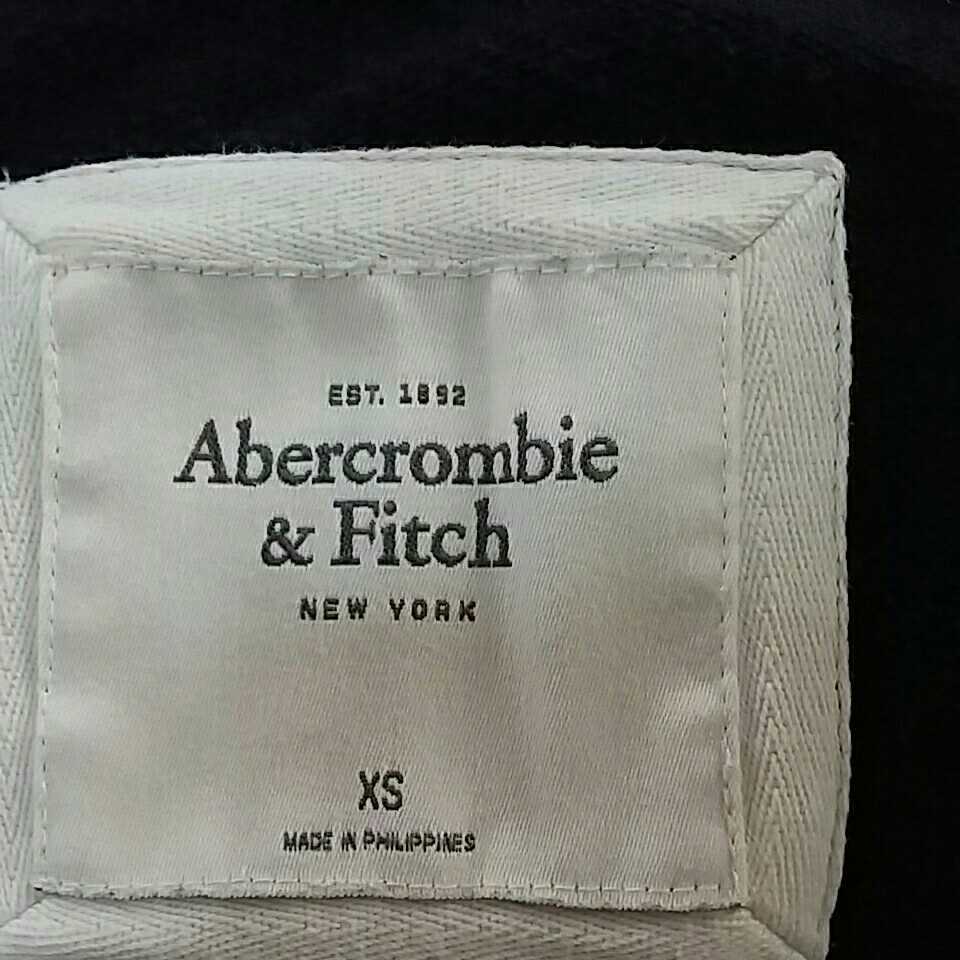 EST. 1892
Abercrombie
& Fitch
NEW YORK
XS
MADE IN PHILIPPINES